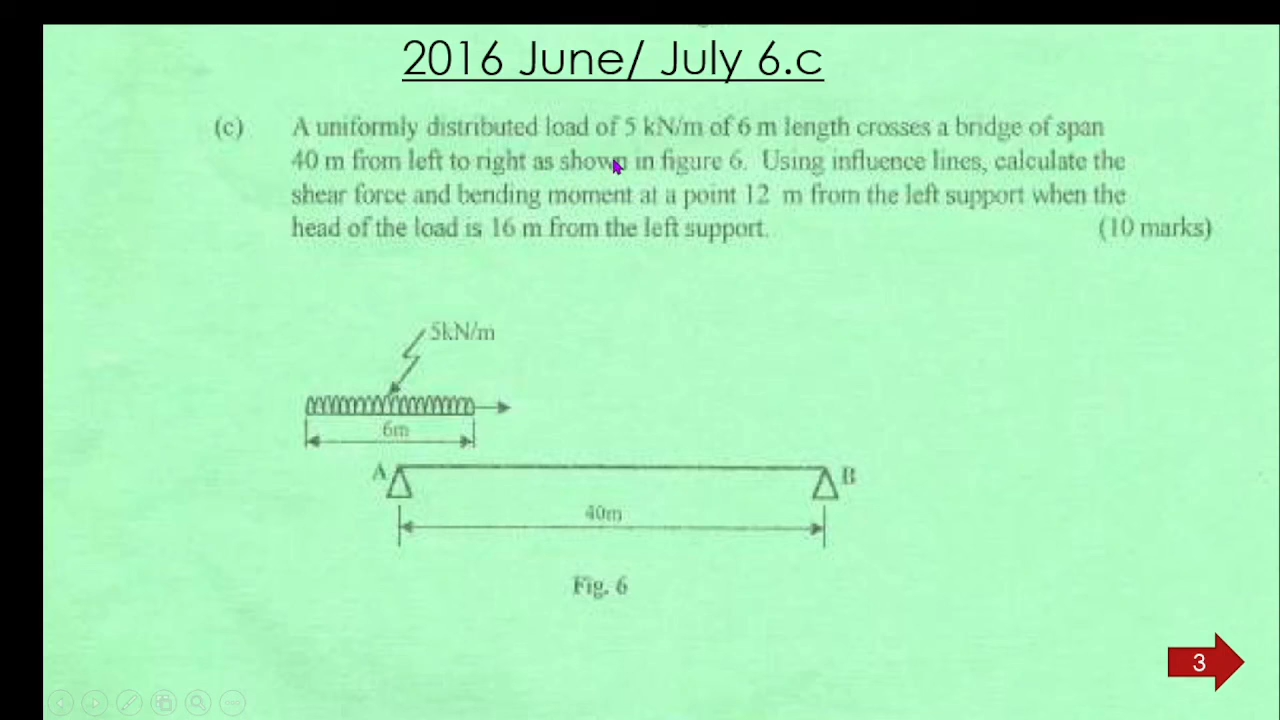 2016 June/ July 6.c
(c) A uniformly distributed load of 5 kN/m of 6 m length crosses a bridge of span
40 m from left to right as shown in figure 6. Using influence lines, calculate the
shear force and bending moment at a point 12 m from the left support when the
head of the load is 16 m from the left support. (10 marks)
5kN/m
6m
A
B
40m
Fig. 6
3